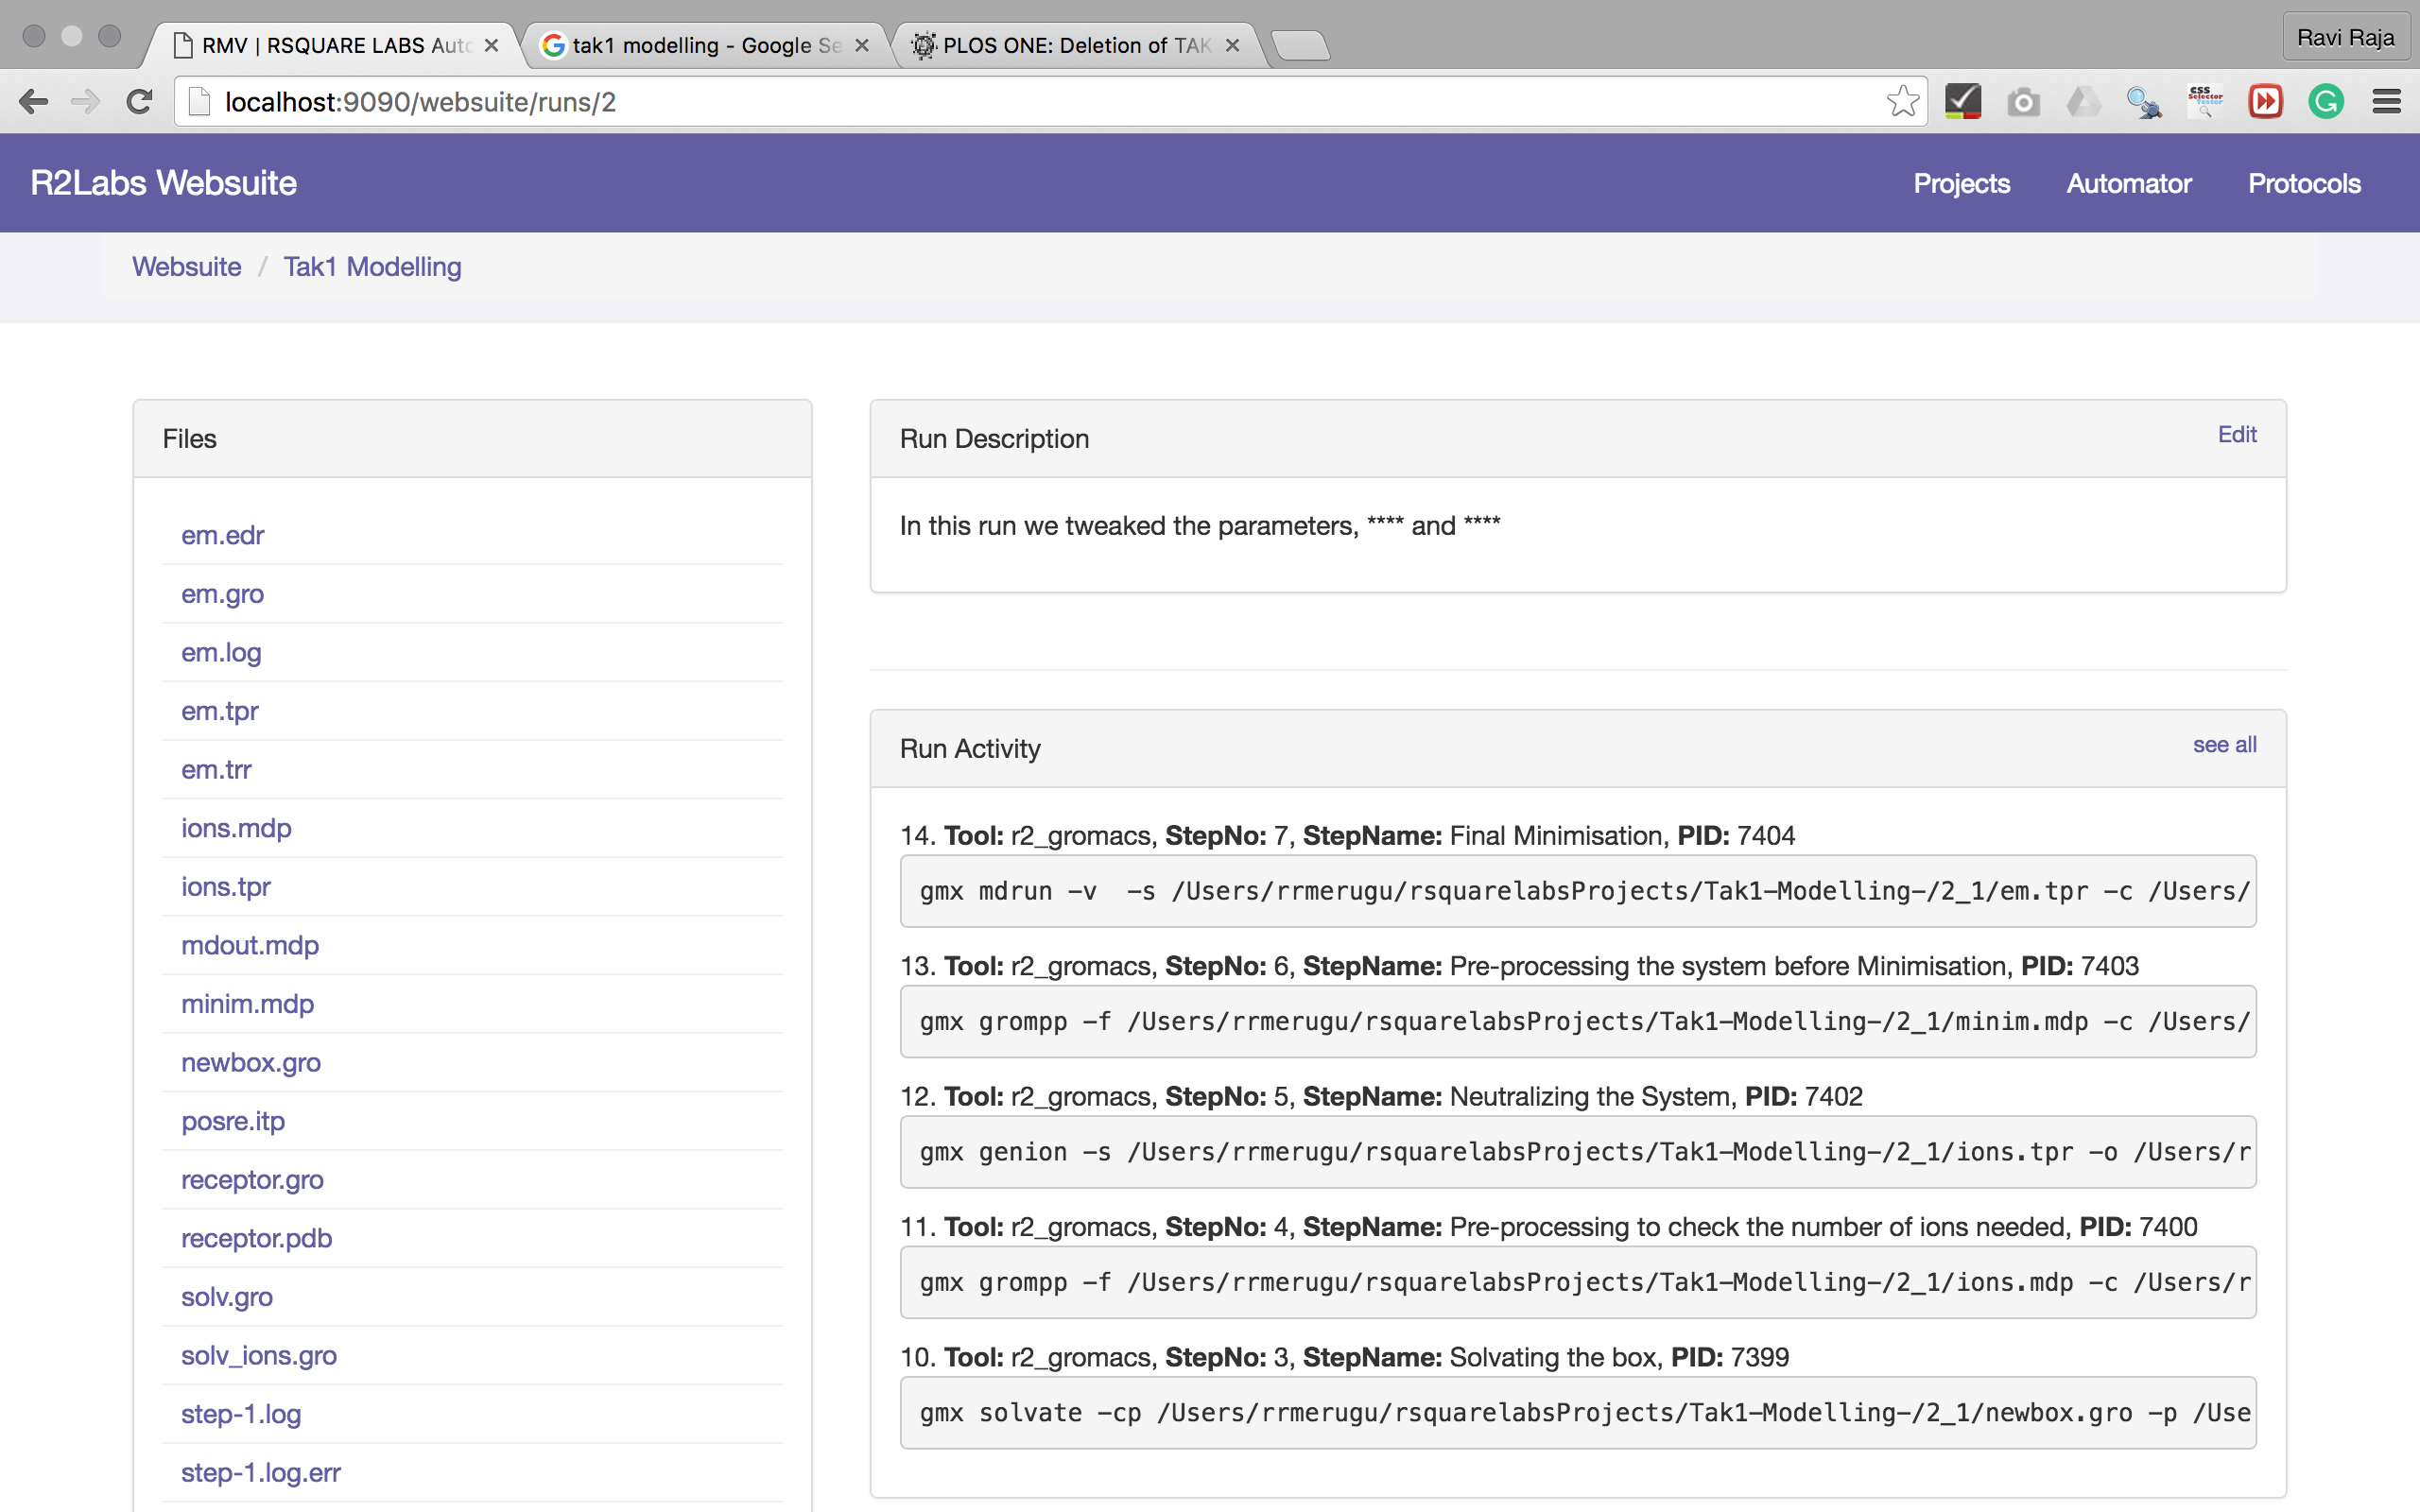 RMV | RSQUARE LABS Auto
tak1 modelling - Google Se
PLOS ONE: Deletion of TAK
Ravi Raja
localhost:9090/websuite/runs/2
R2Labs Websuite
Projects
Automator
Protocols
Websuite / Tak1 Modelling
Files
em.edr
em.gro
em.log
em.tpr
em.trr
ions.mdp
ions.tpr
mdout.mdp
minim.mdp
newbox.gro
posre.itp
receptor.gro
receptor.pdb
solv.gro
solv_ions.gro
step-1.log
step-1.log.err
Run Description
Edit
In this run we tweaked the parameters, **** and ****
Run Activity
see all
14. Tool: r2_gromacs, StepNo: 7, StepName: Final Minimisation, PID: 7404
gmx mdrun -v  -s /Users/rrmerugu/rsquarelabsProjects/Tak1-Modelling-/2_1/em.tpr -c /Users/
13. Tool: r2_gromacs, StepNo: 6, StepName: Pre-processing the system before Minimisation, PID: 7403
gmx grompp -f /Users/rrmerugu/rsquarelabsProjects/Tak1-Modelling-/2_1/minim.mdp -c /Users/
12. Tool: r2_gromacs, StepNo: 5, StepName: Neutralizing the System, PID: 7402
gmx genion -s /Users/rrmerugu/rsquarelabsProjects/Tak1-Modelling-/2_1/ions.tpr -o /Users/r
11. Tool: r2_gromacs, StepNo: 4, StepName: Pre-processing to check the number of ions needed, PID: 7400
gmx grompp -f /Users/rrmerugu/rsquarelabsProjects/Tak1-Modelling-/2_1/ions.mdp -c /Users/r
10. Tool: r2_gromacs, StepNo: 3, StepName: Solvating the box, PID: 7399
gmx solvate -cp /Users/rrmerugu/rsquarelabsProjects/Tak1-Modelling-/2_1/newbox.gro -p /Use